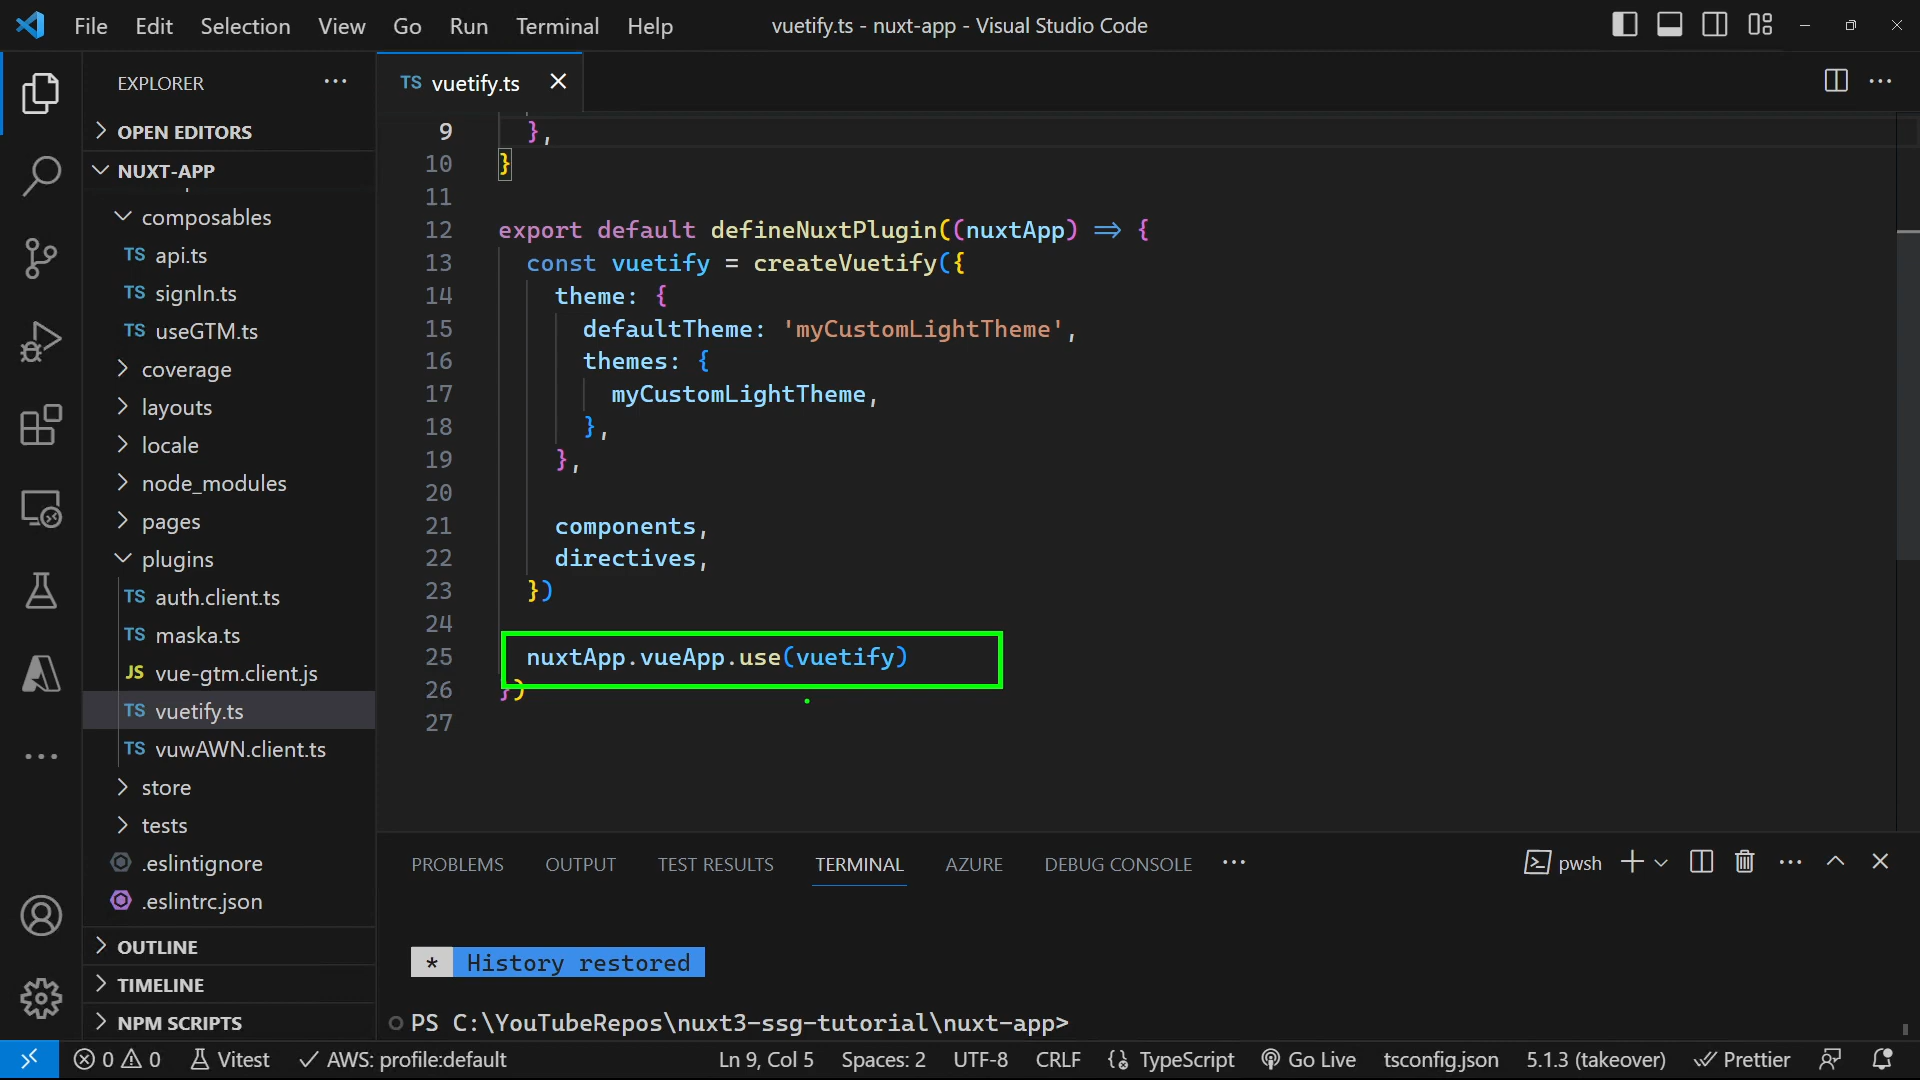 File Edit Selection View Go Run Terminal Help
vuetify.ts - nuxt-app - Visual Studio Code
EXPLORER
OPEN EDITORS
NUXT-APP
composables
TS api.ts
TS signIn.ts
TS useGTM.ts
coverage
layouts
locale
node_modules
pages
plugins
TS auth.client.ts
TS maska.ts
JS vue-gtm.client.js
TS vuetify.ts
TS vuwAWN.client.ts
store
tests
.eslintignore
.eslintrc.json
OUTLINE
TIMELINE
NPM SCRIPTS
TS vuetify.ts
9 },
10 }
11
12 export default defineNuxtPlugin((nuxtApp) => {
13 const vuetify = createVuetify({
14 theme: {
15 defaultTheme: 'myCustomLightTheme',
16 themes: {
17 myCustomLightTheme,
18 },
19 },
20
21 components,
22 directives,
23 })
24
25 nuxtApp.vueApp.use(vuetify)
26 })
27
PROBLEMS OUTPUT TEST RESULTS TERMINAL AZURE DEBUG CONSOLE
pwsh
* History restored
PS C:\YouTubeRepos\nuxt3-ssg-tutorial\nuxt-app>
0 0 Vitest AWS: profile:default Ln 9, Col 5 Spaces: 2 UTF-8 CRLF {} TypeScript Go Live tsconfig.json 5.1.3 (takeover) Prettier